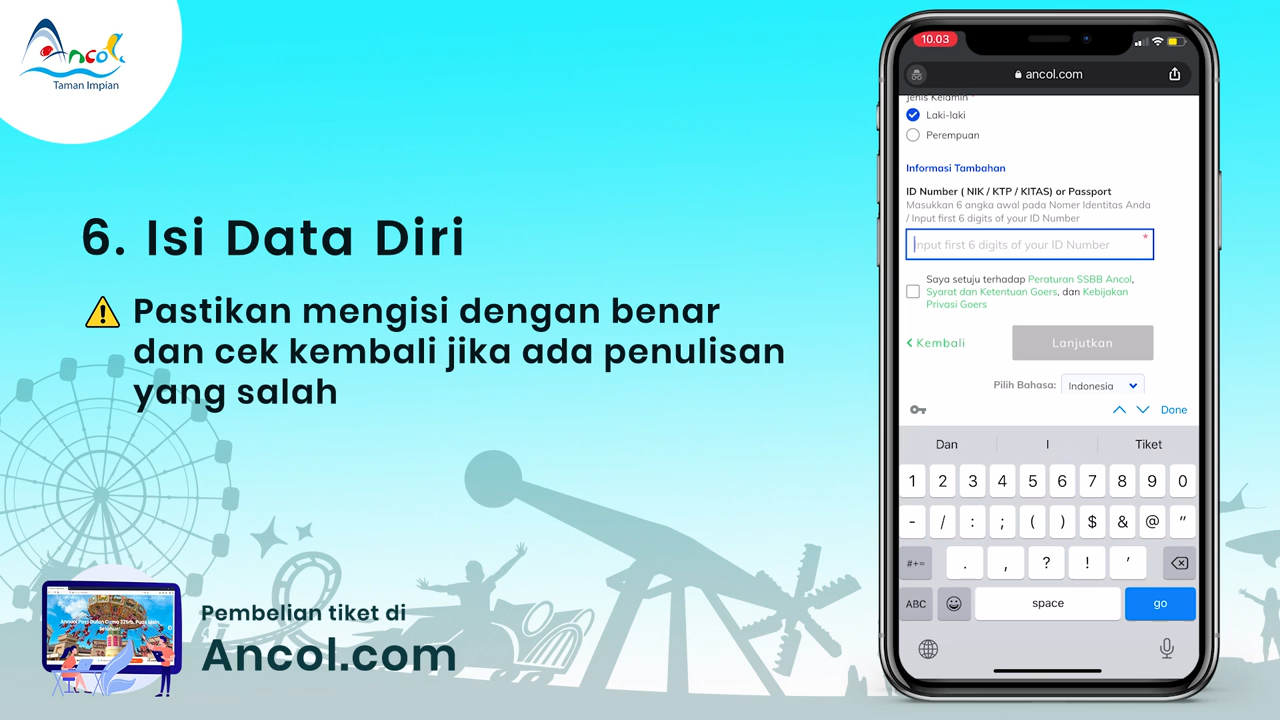 Ancol
Taman Impian
6. Isi Data Diri
Pastikan mengisi dengan benar
dan cek kembali jika ada penulisan
yang salah
Pembelian tiket di
Ancol.com
10.03
ancol.com
Jenis Kelamin *
Laki-laki
Perempuan
Informasi Tambahan
ID Number ( NIK / KTP / KITAS) or Passport
Masukkan 6 angka awal pada Nomer Identitas Anda
/ Input first 6 digits of your ID Number
Input first 6 digits of your ID Number *
Saya setuju terhadap Peraturan SSBB Ancol,
Syarat dan Ketentuan Goers, dan Kebijakan
Privasi Goers
Kembali
Lanjutkan
Pilih Bahasa: Indonesia
Done
Dan I Tiket
1 2 3 4 5 6 7 8 9 0
- / : ; ( ) $ & @ "
#+= . , ? ! '
ABC space go